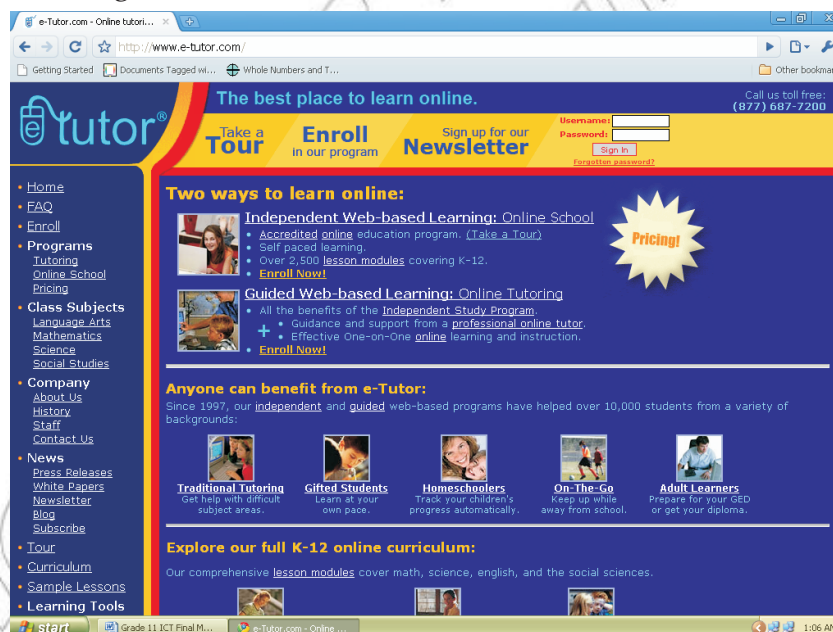 e-Tutor.com - Online tutori...
http://www.e-tutor.com/
Getting Started
Documents Tagged wi...
Whole Numbers and T...
Other bookmar
e tutor®
The best place to learn online.
Call us toll free:
(877) 687-7200
Take a
Tour
Enroll
in our program
Sign up for our
Newsletter
Username:
Password:
Sign In
Forgotten password?
• Home
• FAQ
• Enroll
• Programs
Tutoring
Online School
Pricing
• Class Subjects
Language Arts
Mathematics
Science
Social Studies
• Company
About Us
History
Staff
Contact Us
• News
Press Releases
White Papers
Newsletter
Blog
Subscribe
• Tour
• Curriculum
• Sample Lessons
• Learning Tools
Two ways to learn online:
Independent Web-based Learning: Online School
• Accredited online education program. (Take a Tour)
• Self paced learning.
• Over 2,500 lesson modules covering K-12.
• Enroll Now!
Pricing!
Guided Web-based Learning: Online Tutoring
• All the benefits of the Independent Study Program.
+ • Guidance and support from a professional online tutor.
• Effective One-on-One online learning and instruction.
• Enroll Now!
Anyone can benefit from e-Tutor:
Since 1997, our independent and guided web-based programs have helped over 10,000 students from a variety of
backgrounds:
Traditional Tutoring
Get help with difficult
subject areas.
Gifted Students
Learn at your
own pace.
Homeschoolers
Track your children's
progress automatically.
On-The-Go
Keep up while
away from school.
Adult Learners
Prepare for your GED
or get your diploma.
Explore our full K-12 online curriculum:
Our comprehensive lesson modules cover math, science, english, and the social sciences.
start
Grade 11 ICT Final M...
e-Tutor.com - Online ...
1:06 AM